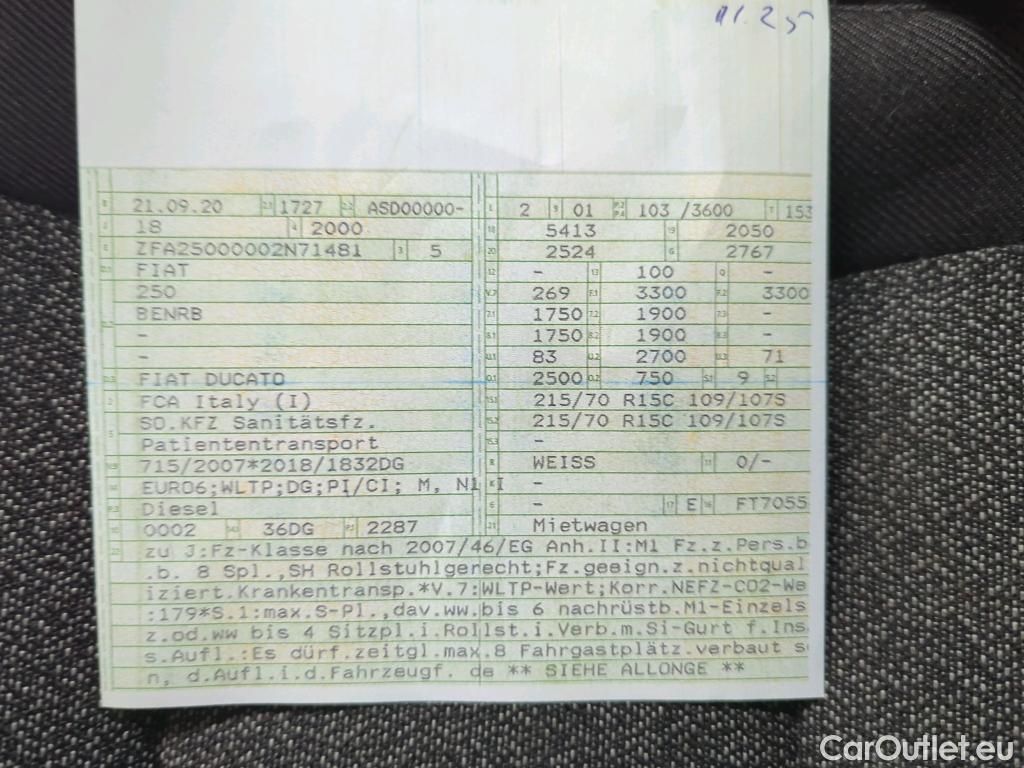 21.09.20 1727 ASD00000- 2 01 103 /3600 153
18 2000 5413 2050
ZFA25000002N71481 5 2524 2767
FIAT - 100 -
250 269 3300 3300
BENRB 1750 1900 -
- 1750 1900 -
- 83 2700 71
FIAT DUCATO 2500 750 9
FCA Italy (I) 215/70 R15C 109/107S
SO.KFZ Sanitätsfz. 215/70 R15C 109/107S
Patiententransport -
715/2007*2018/1832DG WEISS 0/-
EURO6;WLTP;DG;PI/CI; M, N1 I -
Diesel - E FT7055
0002 36DG 2287 Mietwagen
zu J:Fz-Klasse nach 2007/46/EG Anh.II:M1 Fz.z.Pers.b
.b. 8 Spl.,SH Rollstuhlgerecht;Fz.geeign.z.nichtqual
iziert.Krankentransp.*V.7:WLTP-Wert;Korr.NEFZ-CO2-We
:179*S.1:max.S-Pl.,dav.ww.bis 6 nachrüstb.M1-Einzels
z.od.ww bis 4 Sitzpl.i.Rollst.i.Verb.m.Si-Gurt f.Ins
s.Aufl.:Es dürf.zeitgl.max.8 Fahrgastplätz.verbaut s
n, d.Aufl.i.d.Fahrzeugf. de ** SIEHE ALLONGE **
CarOutlet.eu